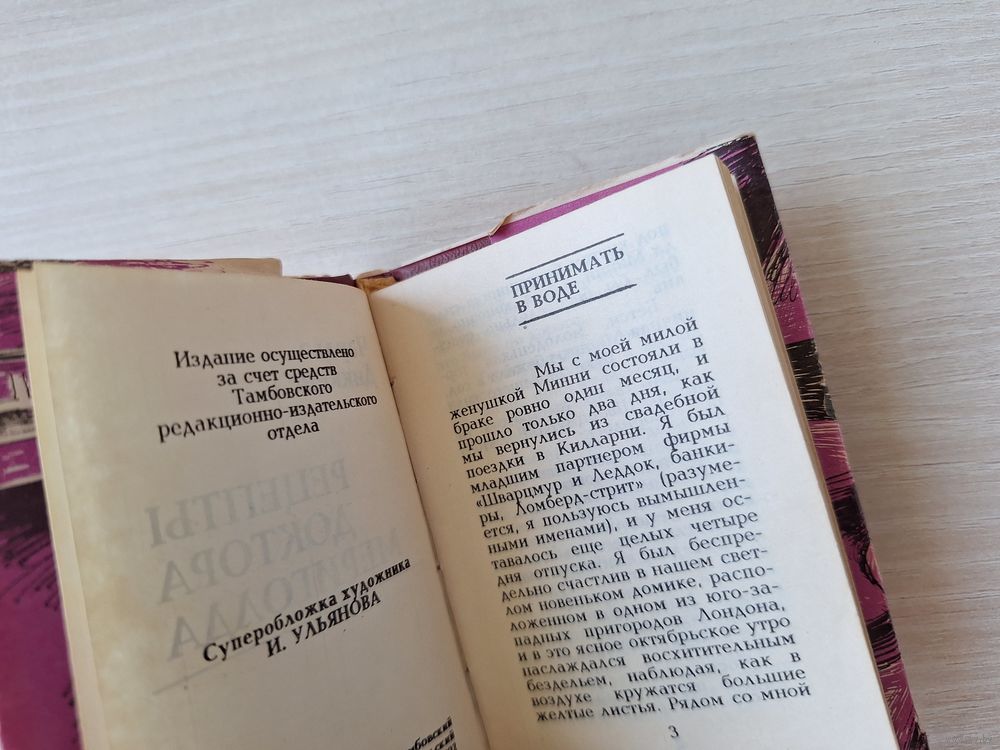 Издание осуществлено
за счет средств
Тамбовского
редакционно-издательского
отдела
РЕЦЕПТЫ
ДОКТОРА
МЕРИГОЛДА
Суперобложка художника
И. УЛЬЯНОВА
ПРИНИМАТЬ
В ВОДЕ
Мы с моей милой
женушкой Минни состояли в
браке ровно один месяц, и
прошло только два дня, как
мы вернулись из свадебной
поездки в Килларни. Я был
младшим партнером фирмы
«Шварцмур и Леддок, банки-
ры, Ломберд-стрит» (разуме-
ется, я пользуюсь вымышлен-
ными именами), и у меня ос-
тавалось еще целых четыре
дня отпуска. Я был беспре-
дельно счастлив в нашем свет-
лом новеньком домике, распо-
ложенном в одном из юго-за-
падных пригородов Лондона,
и в это ясное октябрьское утро
наслаждался восхитительным
бездельем, наблюдая, как в
воздухе кружатся большие
желтые листья. Рядом со мной
3